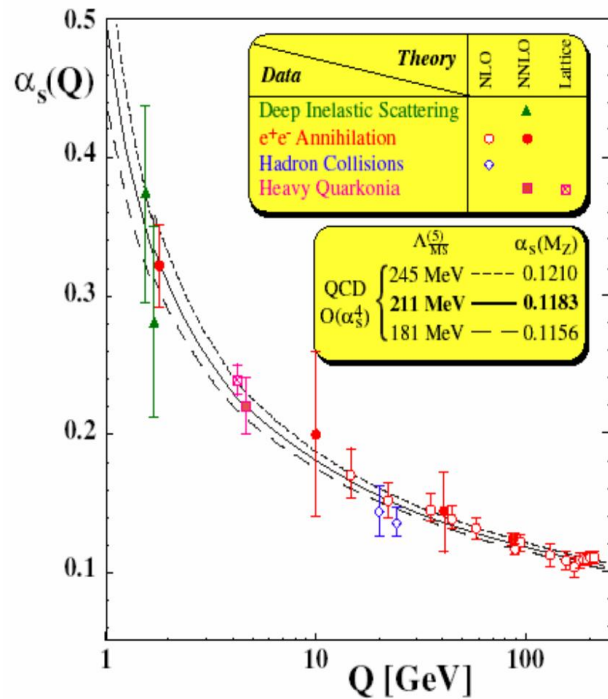 0.5
αs(Q)
0.4
0.3
0.2
0.1
1
10
100
Q [GeV]
Theory
Data
NLO
NNLO
Lattice
Deep Inelastic Scattering
e⁺e⁻ Annihilation
Hadron Collisions
Heavy Quarkonia
Λ(5)MS αs(MZ)
QCD O(αs⁴)
245 MeV 0.1210
211 MeV 0.1183
181 MeV 0.1156